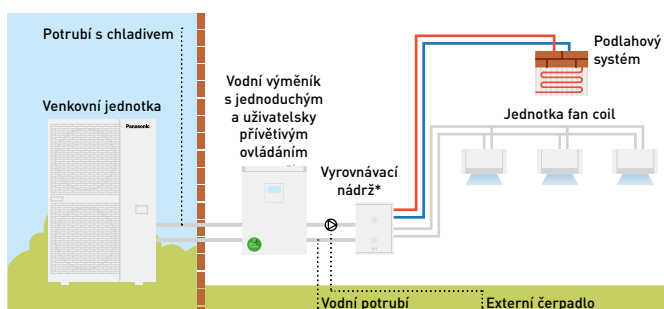 Potrubí s chladivem
Venkovní jednotka
Panasonic
Vodní výměník
s jednoduchým
a uživatelsky
přívětivým
ovládáním
Vyrovnávací
nádrž*
Podlahový
systém
Jednotka fan coil
Vodní potrubí
Externí čerpadlo